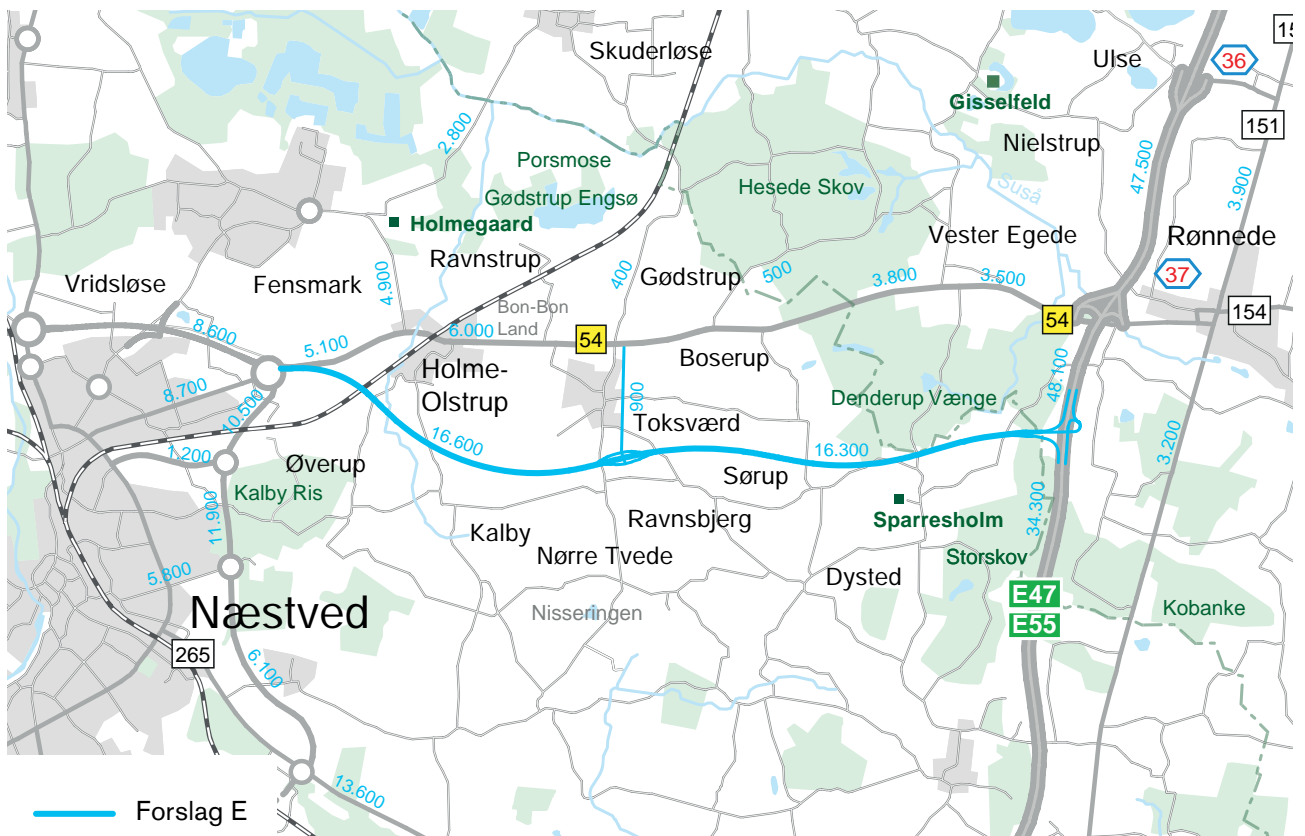 Skuderløse
Ulse
36
15
Gisselfeld
151
Nielstrup
47.500
2.800
Porsmose
Gødstrup Engsø
Hesede Skov
Suså
3.900
Holmegaard
Ravnstrup
Vester Egede
Rønnede
Vridsløse
Fensmark
4.900
400
Gødstrup
500
3.800
3.500
37
Bon-Bon
Land
8.600
5.100
6.000
54
54
154
Boserup
Holme-
Olstrup
8.700
10.500
900
Denderup Vænge
48.100
Toksværd
16.600
16.300
3.200
1.200
Øverup
Kalby Ris
Sørup
11.900
Kalby
Ravnsbjerg
Sparresholm
34.300
Nørre Tvede
Storskov
5.800
Dysted
Næstved
Nisseringen
E47
E55
Kobanke
265
6.100
13.600
Forslag E